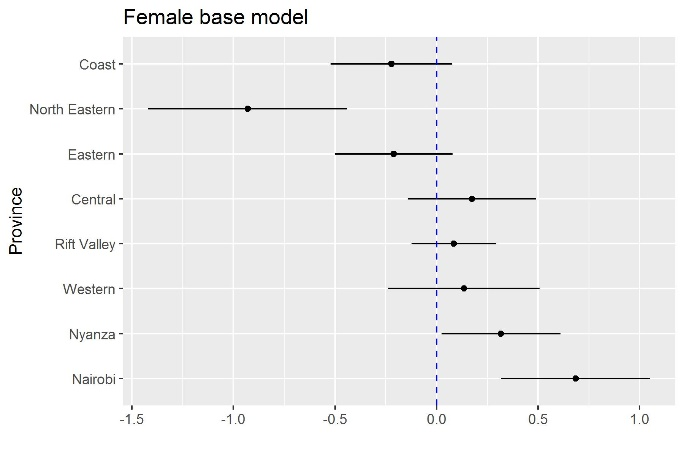 Female base model
Coast
North Eastern
Eastern
Central
Rift Valley
Western
Nyanza
Nairobi
Province
-1.5 -1.0 -0.5 0.0 0.5 1.0